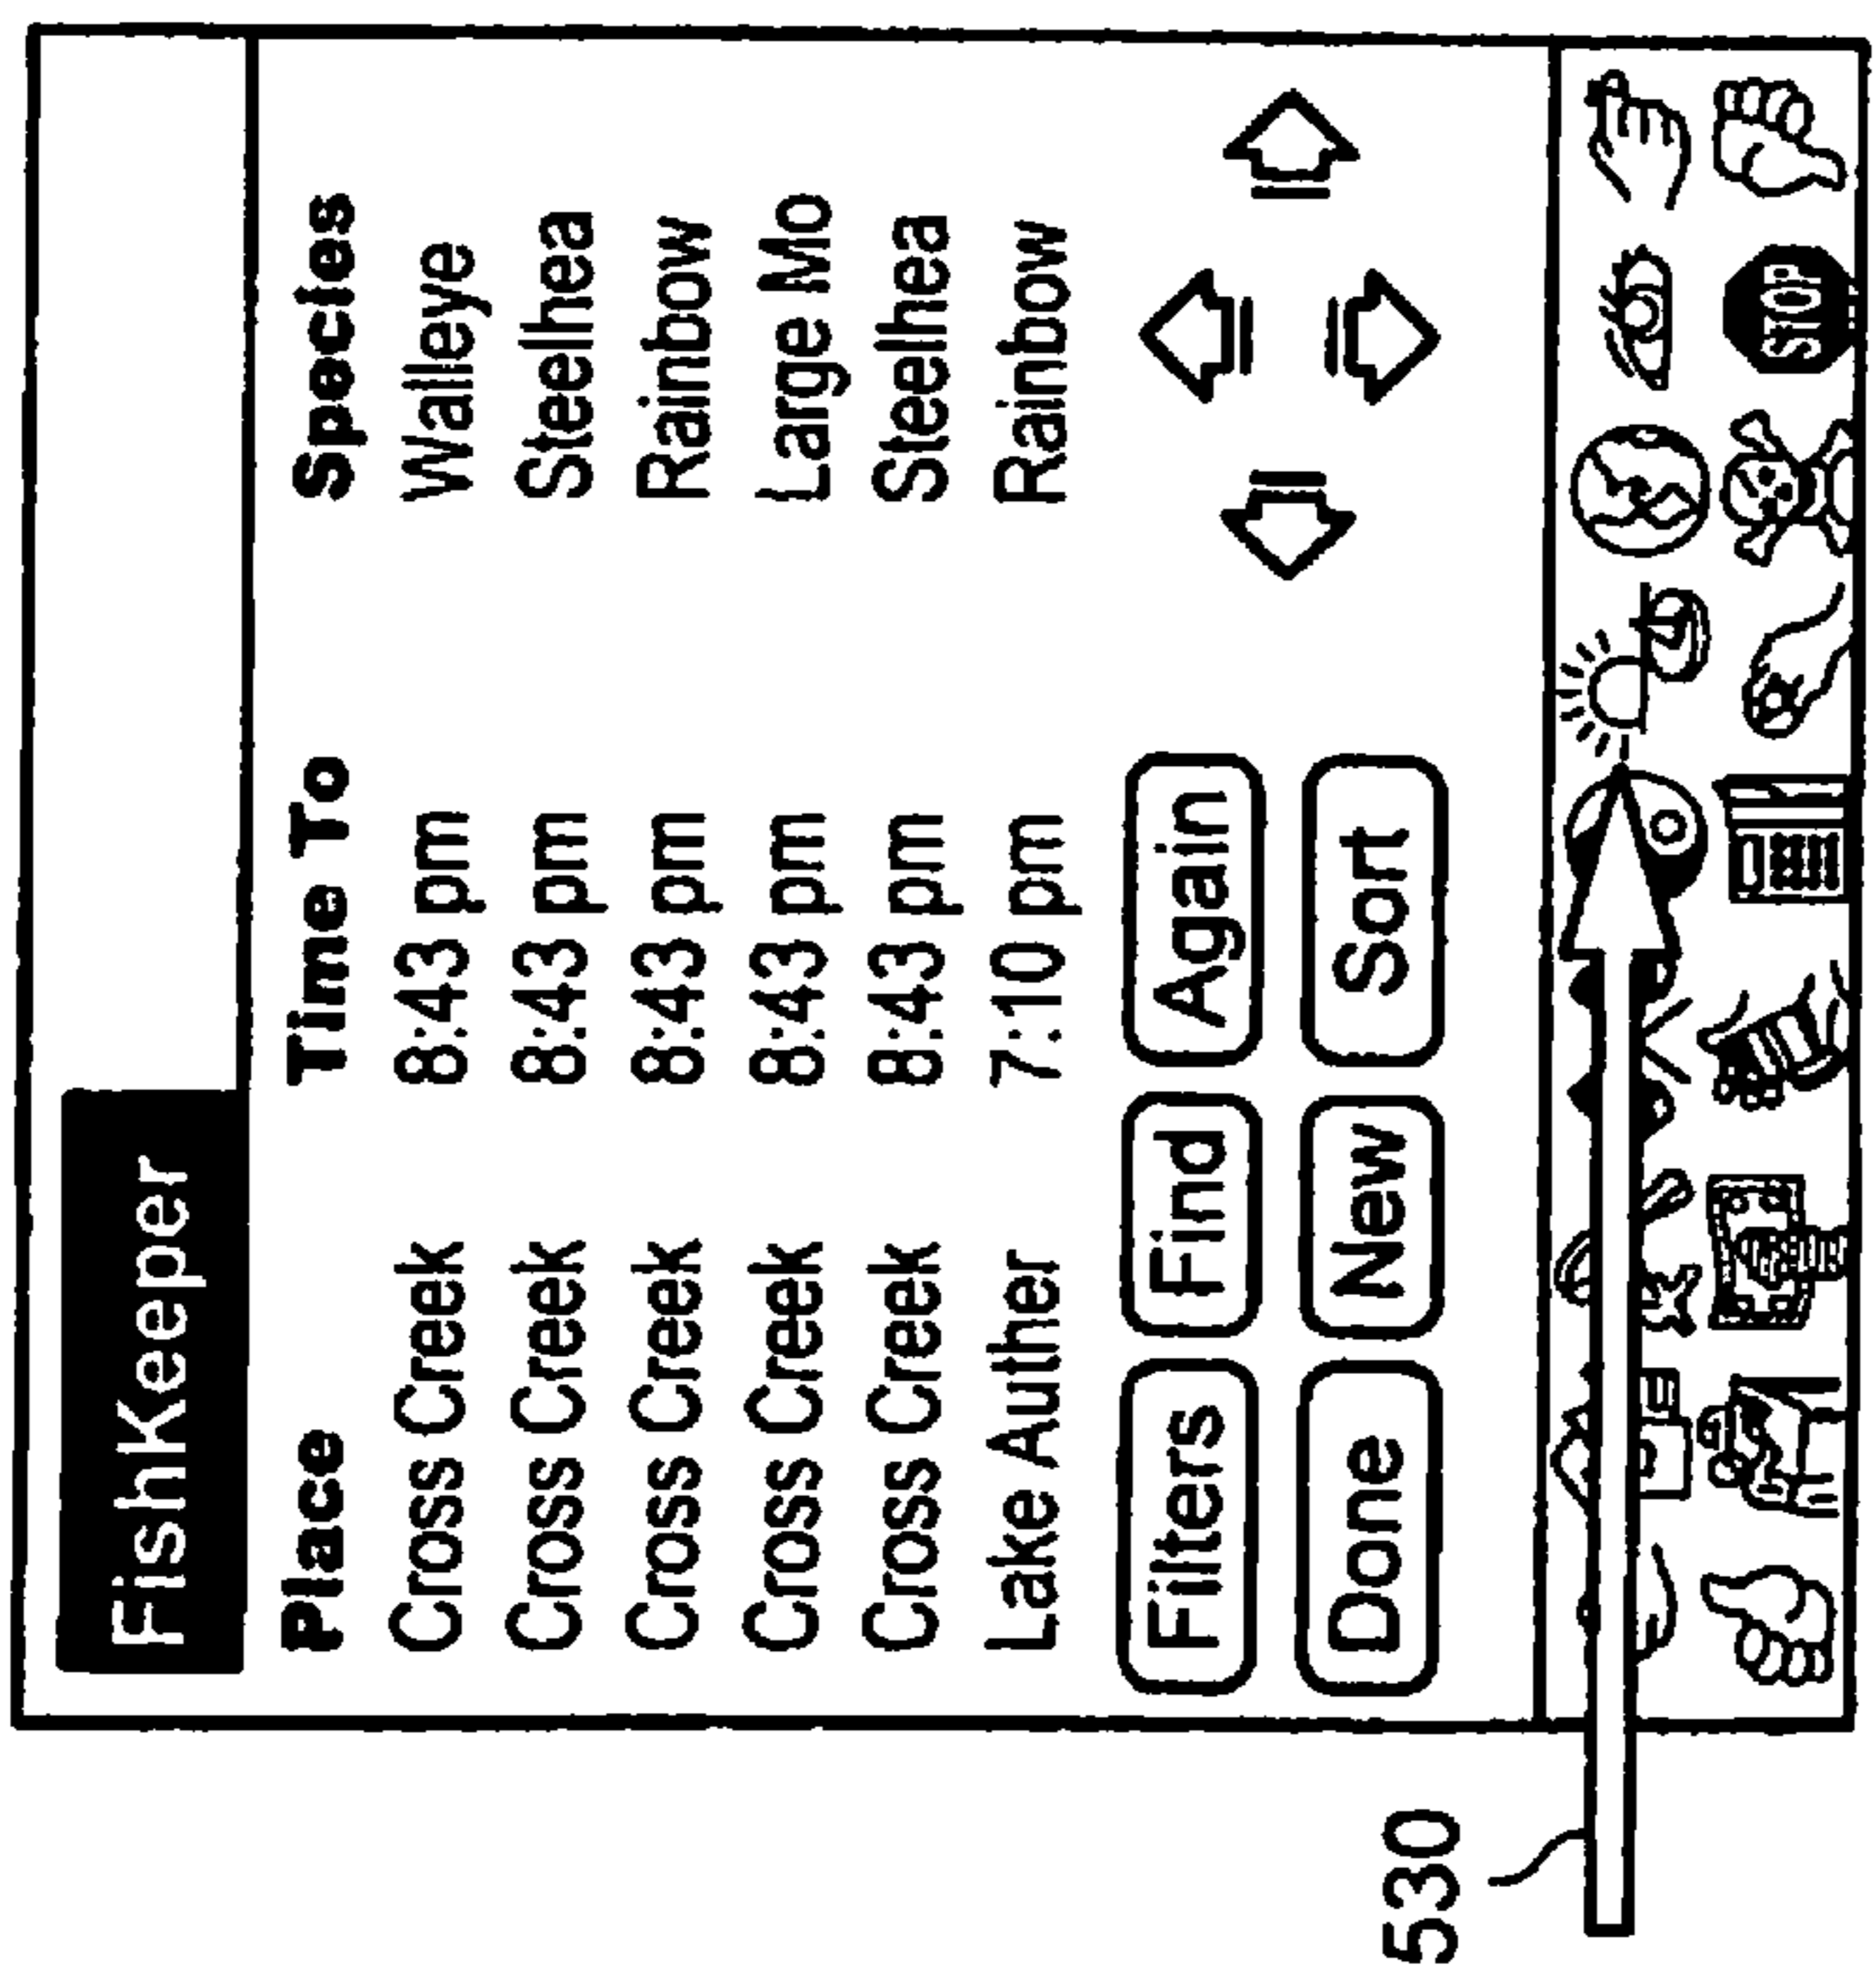 FishKeeper
Place Time To Species
Cross Creek 8:43 pm Walleye
Cross Creek 8:43 pm Steelhea
Cross Creek 8:43 pm Rainbow
Cross Creek 8:43 pm Large Mo
Cross Creek 8:43 pm Steelhea
Lake Auther 7:10 pm Rainbow
Filters Find Again
Done New Sort
STOP
530